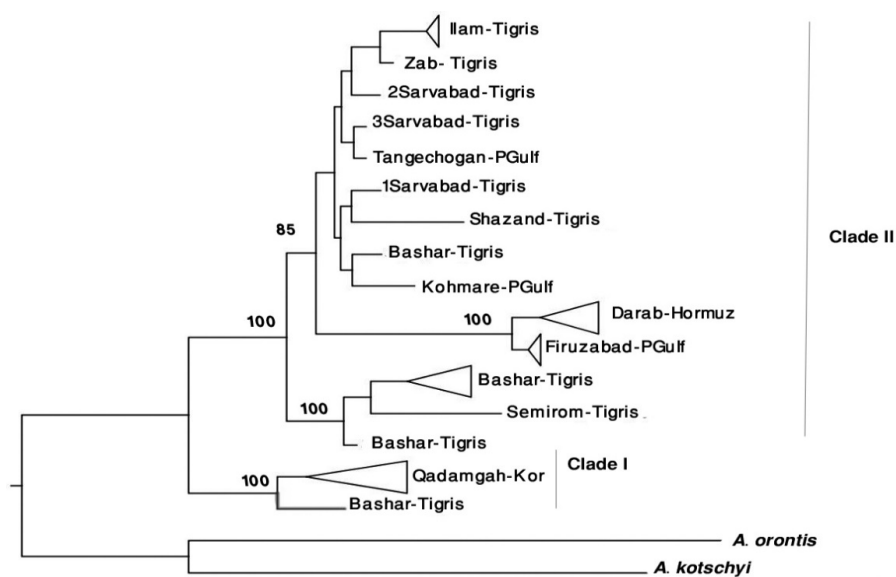 Ilam-Tigris
Zab- Tigris
2Sarvabad-Tigris
3Sarvabad-Tigris
Tangechogan-PGulf
1Sarvabad-Tigris
Shazand-Tigris
85
Clade II
Bashar-Tigris
Kohmare-PGulf
Darab-Hormuz
100
100
Firuzabad-PGulf
Bashar-Tigris
100
Semirom-Tigris
Bashar-Tigris
Clade I
Qadamgah-Kor
100
Bashar-Tigris
A. orontis
A. kotschyi